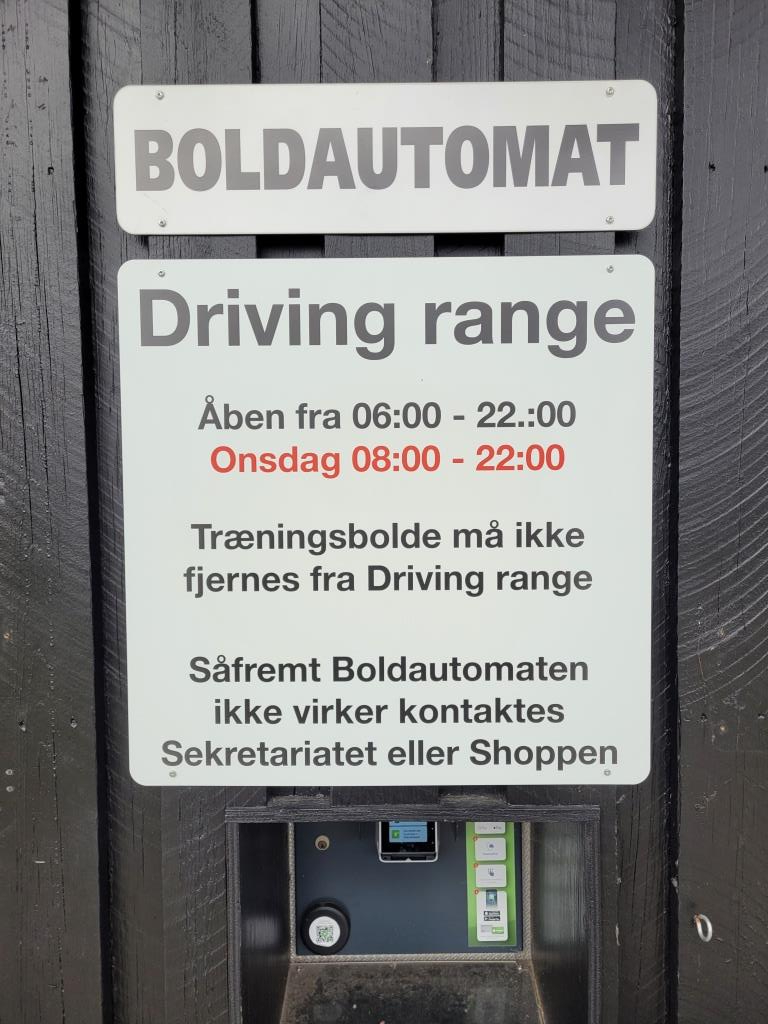 BOLDAUTOMAT
Driving range
Åben fra 06:00 - 22.:00
Onsdag 08:00 - 22:00
Træningsbolde må ikke
fjernes fra Driving range
Såfremt Boldautomaten
ikke virker kontaktes
Sekretariatet eller Shoppen